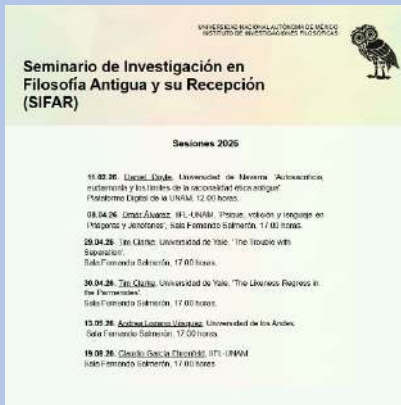 UNIVERSIDAD NACIONAL AUTÓNOMA DE MÉXICO
INSTITUTO DE INVESTIGACIONES FILOSÓFICAS
Seminario de Investigación en
Filosofía Antigua y su Recepción
(SIFAR)
Sesiones 2026
11.02.26. Daniel Doyle, Universidad de Navarra. "Autosacrificio,
eudaimonía y los límites de la racionalidad ética antigua"
Plataforma Digital de la UNAM, 12.00 horas.
08.04.26. Omar Álvarez, IIFL-UNAM, "Psique, volición y lenguaje en
Pitágoras y Jenófanes", Sala Fernando Salmerón, 17.00 horas.
29.04.26. Tim Clarke, Universidad de Yale, "The Trouble with
Separation".
Sala Fernando Salmerón, 17.00 horas.
30.04.26. Tim Clarke, Universidad de Yale, "The Likeness Regress in
the Parmenides".
Sala Fernando Salmerón, 17.00 horas.
13.05.26. Andrea Lozano Vásquez, Universidad de los Andes.
Sala Fernando Salmerón, 17.00 horas.
19.08.26. Claudio García Ehrenfeld, IIFL-UNAM
Sala Fernando Salmerón, 17.00 horas